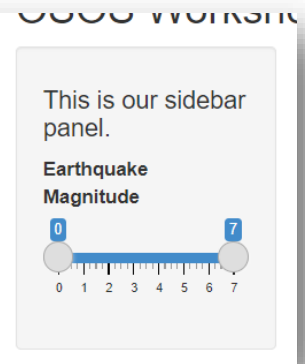 This is our sidebar
panel.
Earthquake
Magnitude
0 7
0 1 2 3 4 5 6 7